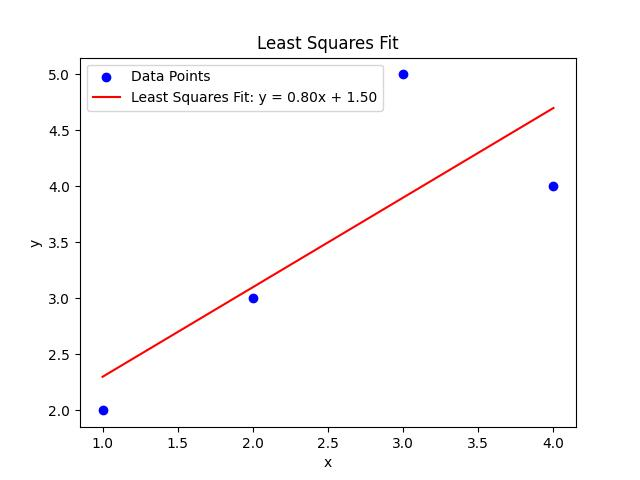 Least Squares Fit
Data Points
Least Squares Fit: y = 0.80x + 1.50
5.0
4.5
4.0
3.5
3.0
2.5
2.0
y
1.0 1.5 2.0 2.5 3.0 3.5 4.0
x